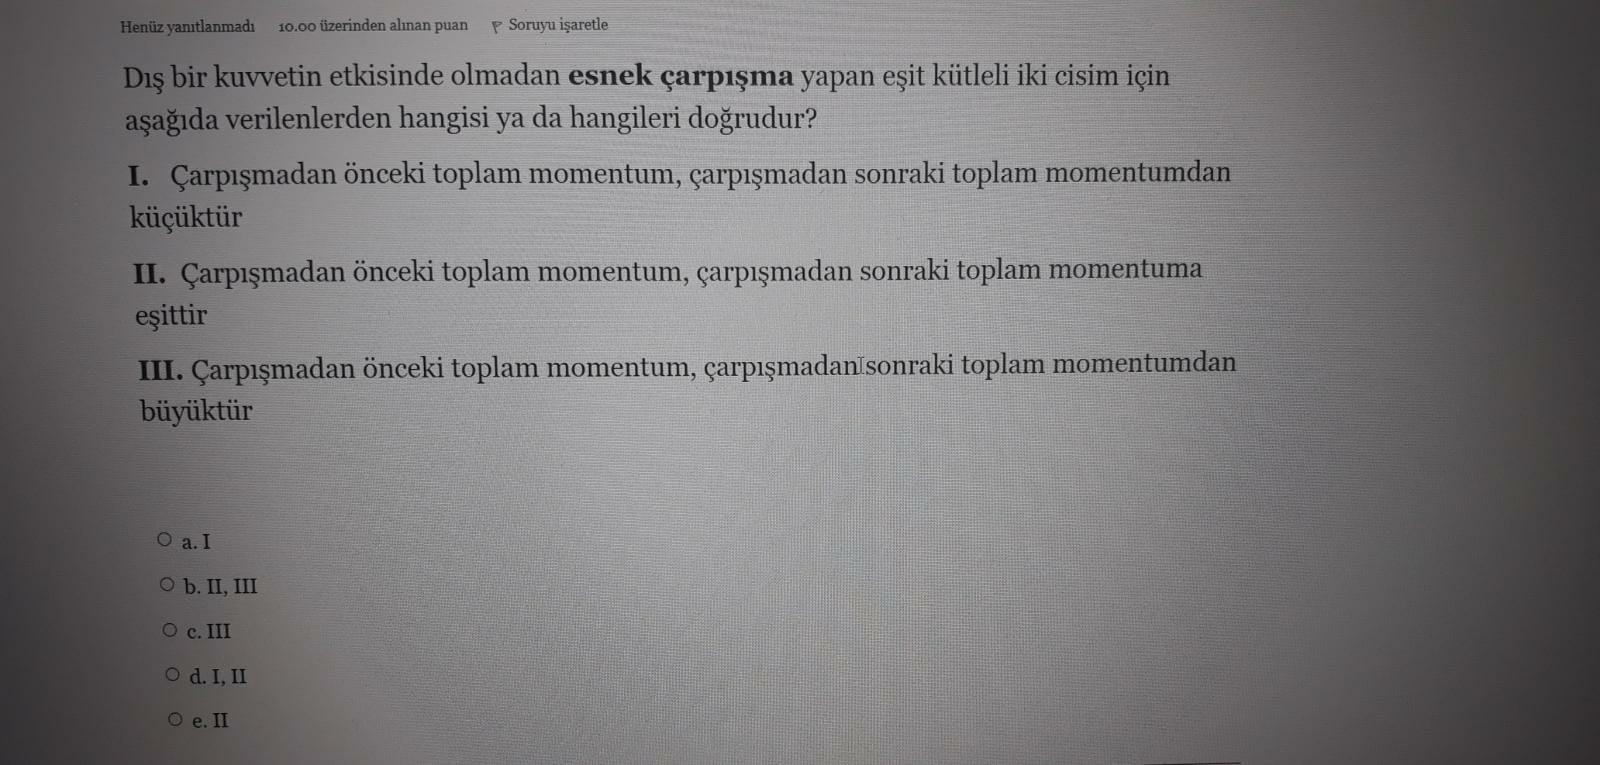 Henüz yanıtlanmadı 10.00 üzerinden alınan puan Soruyu işaretle
Dış bir kuvvetin etkisinde olmadan esnek çarpışma yapan eşit kütleli iki cisim için
aşağıda verilenlerden hangisi ya da hangileri doğrudur?
I. Çarpışmadan önceki toplam momentum, çarpışmadan sonraki toplam momentumdan
küçüktür
II. Çarpışmadan önceki toplam momentum, çarpışmadan sonraki toplam momentuma
eşittir
III. Çarpışmadan önceki toplam momentum, çarpışmadan sonraki toplam momentumdan
büyüktür
a. I
b. II, III
c. III
d. I, II
e. II